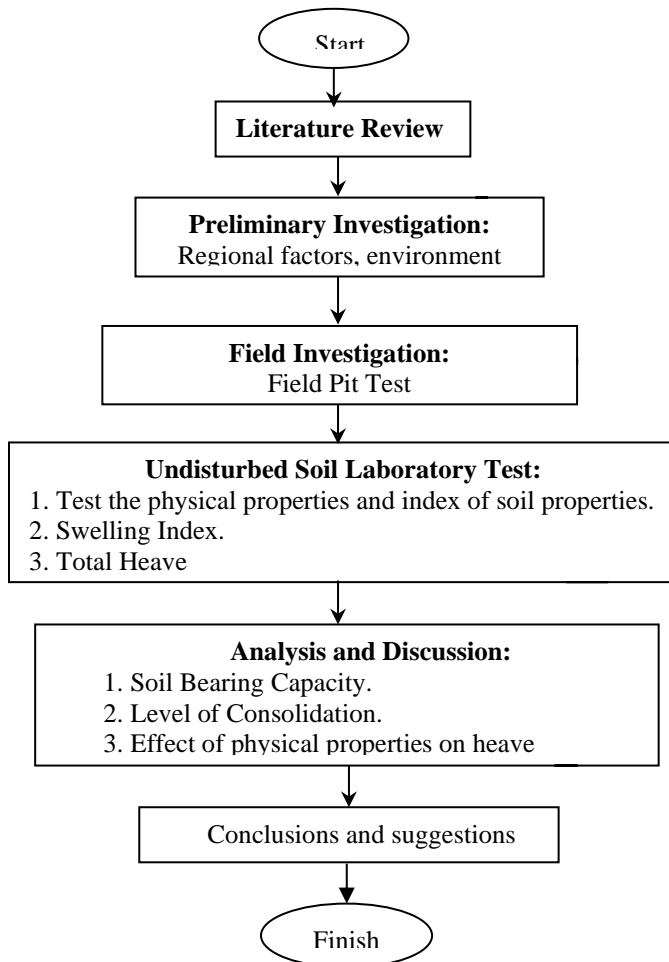 Start
Literature Review
Preliminary Investigation:
Regional factors, environment
Field Investigation:
Field Pit Test
Undisturbed Soil Laboratory Test:
1. Test the physical properties and index of soil properties.
2. Swelling Index.
3. Total Heave
Analysis and Discussion:
1. Soil Bearing Capacity.
2. Level of Consolidation.
3. Effect of physical properties on heave
Conclusions and suggestions
Finish